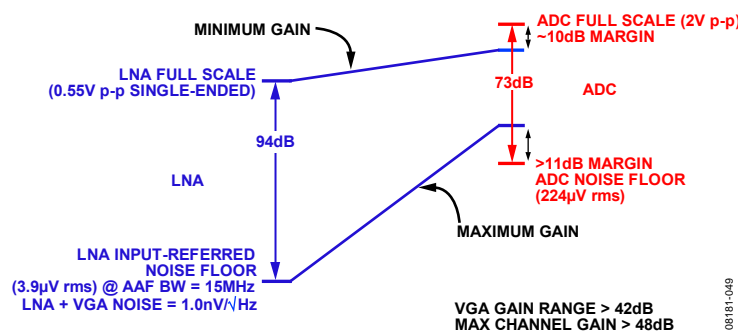 MINIMUM GAIN
ADC FULL SCALE (2V p-p)
~10dB MARGIN
LNA FULL SCALE
(0.55V p-p SINGLE-ENDED)
73dB
ADC
94dB
LNA
>11dB MARGIN
ADC NOISE FLOOR
(224µV rms)
MAXIMUM GAIN
LNA INPUT-REFERRED
NOISE FLOOR
(3.9µV rms) @ AAF BW = 15MHz
LNA + VGA NOISE = 1.0nV/√Hz
VGA GAIN RANGE > 42dB
MAX CHANNEL GAIN > 48dB
08181-049